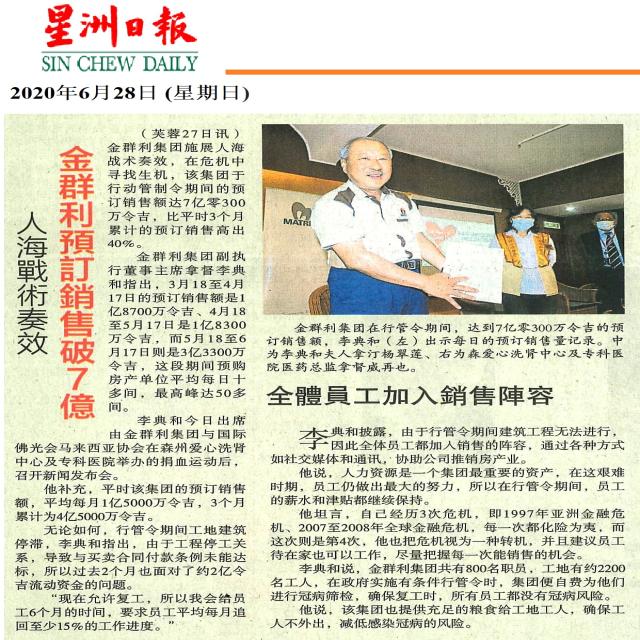 星洲日报
SIN CHEW DAILY
2020年6月28日 (星期日)
金群利預訂銷售破7億
人海戰術奏效
（芙蓉27日讯）
金群利集团施展人海
战术奏效，在危机中
寻找生机，该集团于
行动管制令期间的预
订销售额达7亿零300
万令吉，比平时3个月
累计的预订销售高出
40%。
金群利集团副执
行董事主席拿督李典
和指出，3月18至4月
17日的预订销售额是1
亿8700万令吉、4月18
至5月17日是1亿8300
万令吉，而5月18至6
月17日则是3亿3300万
令吉，这段期间预购
房产单位平均每日十
多间，最高峰达50多
间。
李典和今日出席
由金群利集团与国际
佛光会马来西亚协会在森州爱心洗肾
中心及专科医院举办的捐血运动后，
召开新闻发布会。
他补充，平时该集团的预订销售
额，平均每月1亿5000万令吉，3个月
累计为4亿5000万令吉。
无论如何，行管令期间工地建筑
停滞，李典和指出，由于工程停工关
系，导致与买卖合同付款条例未能达
标，所以过去2个月也面对了约2亿令
吉流动资金的问题。
“现在允许复工，所以我会给员
工6个月的时间，要求员工平均每月追
回至少15%的工作进度。”
MATRI
金群利集团在行管令期间，达到7亿零300万令吉的预
订销售额，李典和（左）出示每日的预订销售量记录。中
为李典和夫人拿汀杨翠莲、右为森爱心洗肾中心及专科医
院医药总监拿督戚再也。
全體員工加入銷售陣容
李典和披露，由于行管令期间建筑工程无法进行，
因此全体员工都加入销售的阵容，通过各种方式
如社交媒体和通讯，协助公司推销房产业。
他说，人力资源是一个集团最重要的资产，在这艰难
时期，员工仍做出最大的努力，所以在行管令期间，员工
的薪水和津贴都继续保持。
他坦言，自己经历3次危机，即1997年亚洲金融危
机、2007至2008年全球金融危机，每一次都化险为夷，而
这次则是第4次，他也把危机视为一种转机，并且建议员工
待在家也可以工作，尽量把握每一次能销售的机会。
李典和说，金群利集团共有800名职员，工地有约2200
名工人，在政府实施有条件行管令时，集团便自费为他们
进行冠病筛检，确保复工时，所有员工都没有冠病风险。
他说，该集团也提供充足的粮食给工地工人，确保工
人不外出，减低感染冠病的风险。